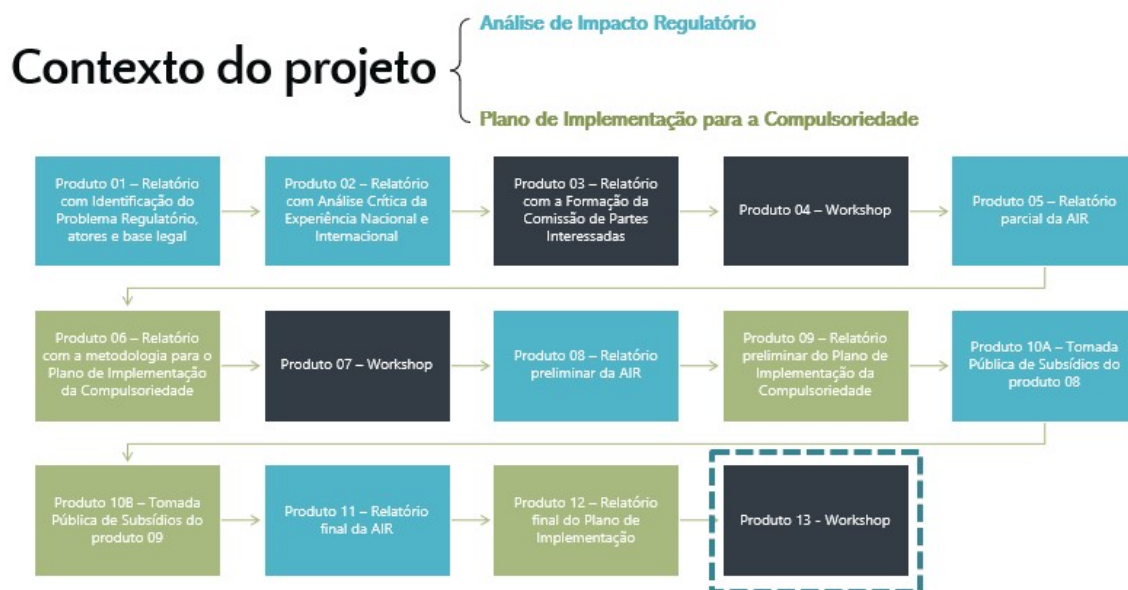 Análise de Impacto Regulatório
Contexto do projeto
Plano de Implementação para a Compulsoriedade
Produto 01 – Relatório
com Identificação do
Problema Regulatório,
atores e base legal
Produto 02 – Relatório
com Análise Crítica da
Experiência Nacional e
Internacional
Produto 03 – Relatório
com a Formação da
Comissão de Partes
Interessadas
Produto 04 – Workshop
Produto 05 – Relatório
parcial da AIR
Produto 06 – Relatório
com a metodologia para o
Plano de Implementação
da Compulsoriedade
Produto 07 – Workshop
Produto 08 – Relatório
preliminar da AIR
Produto 09 – Relatório
preliminar do Plano de
Implementação da
Compulsoriedade
Produto 10A – Tomada
Pública de Subsídios do
produto 08
Produto 10B – Tomada
Pública de Subsídios do
produto 09
Produto 11 – Relatório
final da AIR
Produto 12 – Relatório
final do Plano de
Implementação
Produto 13 - Workshop